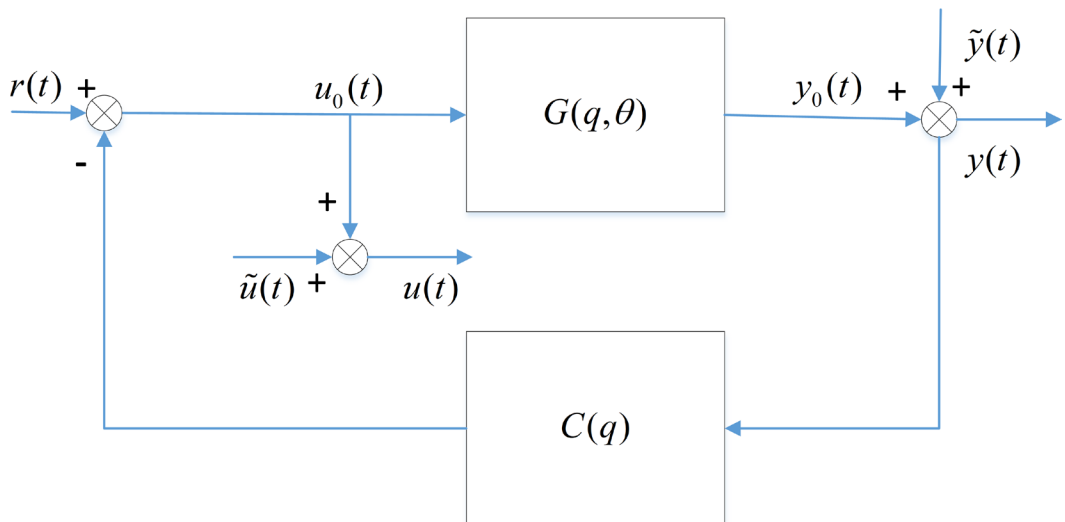 r(t) +
-
u₀(t)
G(q,θ)
y₀(t) +
ỹ(t)
+
y(t)
+
ũ(t) +
u(t)
C(q)